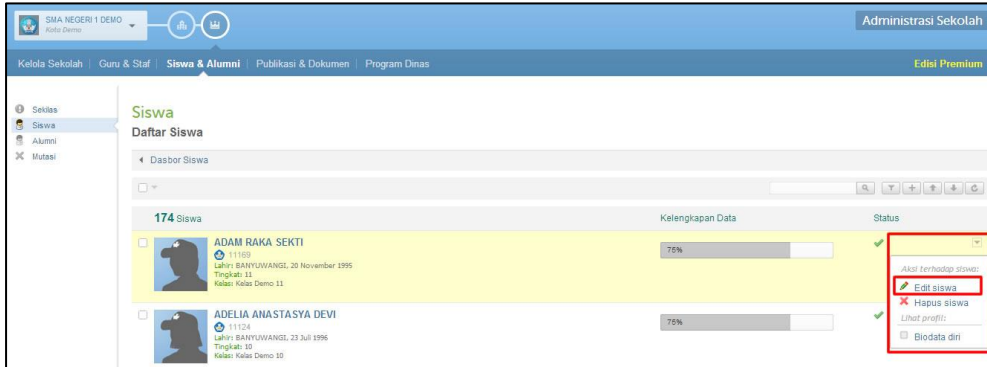 SMA NEGERI 1 DEMO
Kota Demo
Administrasi Sekolah
Kelola Sekolah | Guru & Staf | Siswa & Alumni | Publikasi & Dokumen | Program Dinas
Edisi Premium
Sekilas
Siswa
Alumni
Mutasi
Siswa
Daftar Siswa
Dasbor Siswa
174 Siswa
Kelengkapan Data
Status
ADAM RAKA SEKTI
11169
Lahir: BANYUWANGI, 20 November 1995
Tingkat: 11
Kelas: Kelas Demo 11
75%
Aksi terhadap siswa:
Edit siswa
Hapus siswa
Lihat profil:
Biodata diri
ADELIA ANASTASYA DEVI
11124
Lahir: BANYUWANGI, 23 Juli 1996
Tingkat: 10
Kelas: Kelas Demo 10
75%